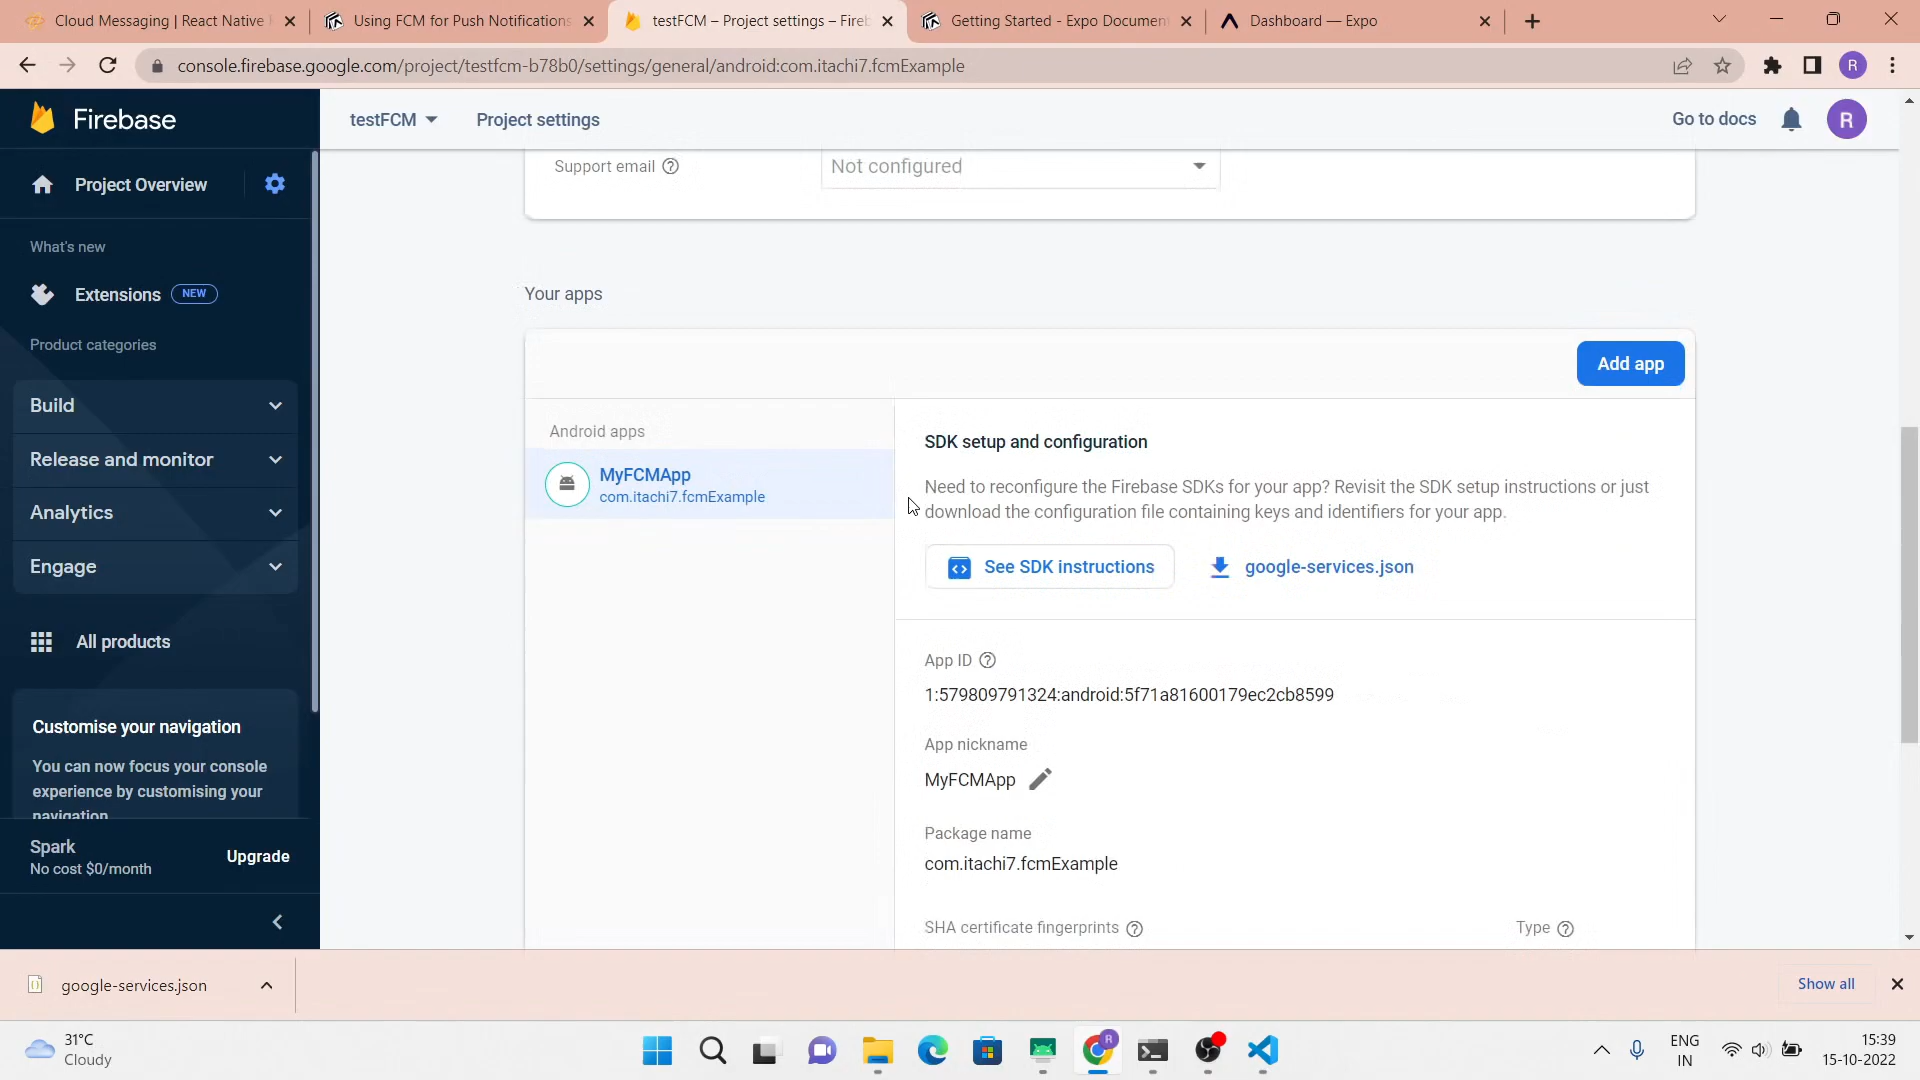 Cloud Messaging | React Native
Using FCM for Push Notifications
testFCM – Project settings – Fireb
Getting Started - Expo Document
Dashboard — Expo
console.firebase.google.com/project/testfcm-b78b0/settings/general/android:com.itachi7.fcmExample
R
Firebase
testFCM
Project settings
Go to docs
R
Project Overview
Support email
Not configured
What's new
Extensions
NEW
Product categories
Build
Release and monitor
Analytics
Engage
All products
Customise your navigation
You can now focus your console
experience by customising your
navigation
Spark
No cost $0/month
Upgrade
Your apps
Add app
Android apps
MyFCMApp
com.itachi7.fcmExample
SDK setup and configuration
Need to reconfigure the Firebase SDKs for your app? Revisit the SDK setup instructions or just
download the configuration file containing keys and identifiers for your app.
See SDK instructions
google-services.json
App ID
1:579809791324:android:5f71a81600179ec2cb8599
App nickname
MyFCMApp
Package name
com.itachi7.fcmExample
SHA certificate fingerprints
Type
google-services.json
Show all
31°C
Cloudy
R
ENG
IN
15:39
15-10-2022